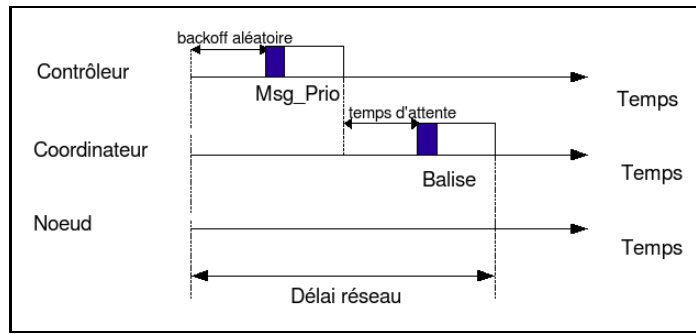 backoff aléatoire
Contrôleur
Msg_Prio
Temps
temps d'attente
Coordinateur
Balise
Temps
Noeud
Temps
Délai réseau